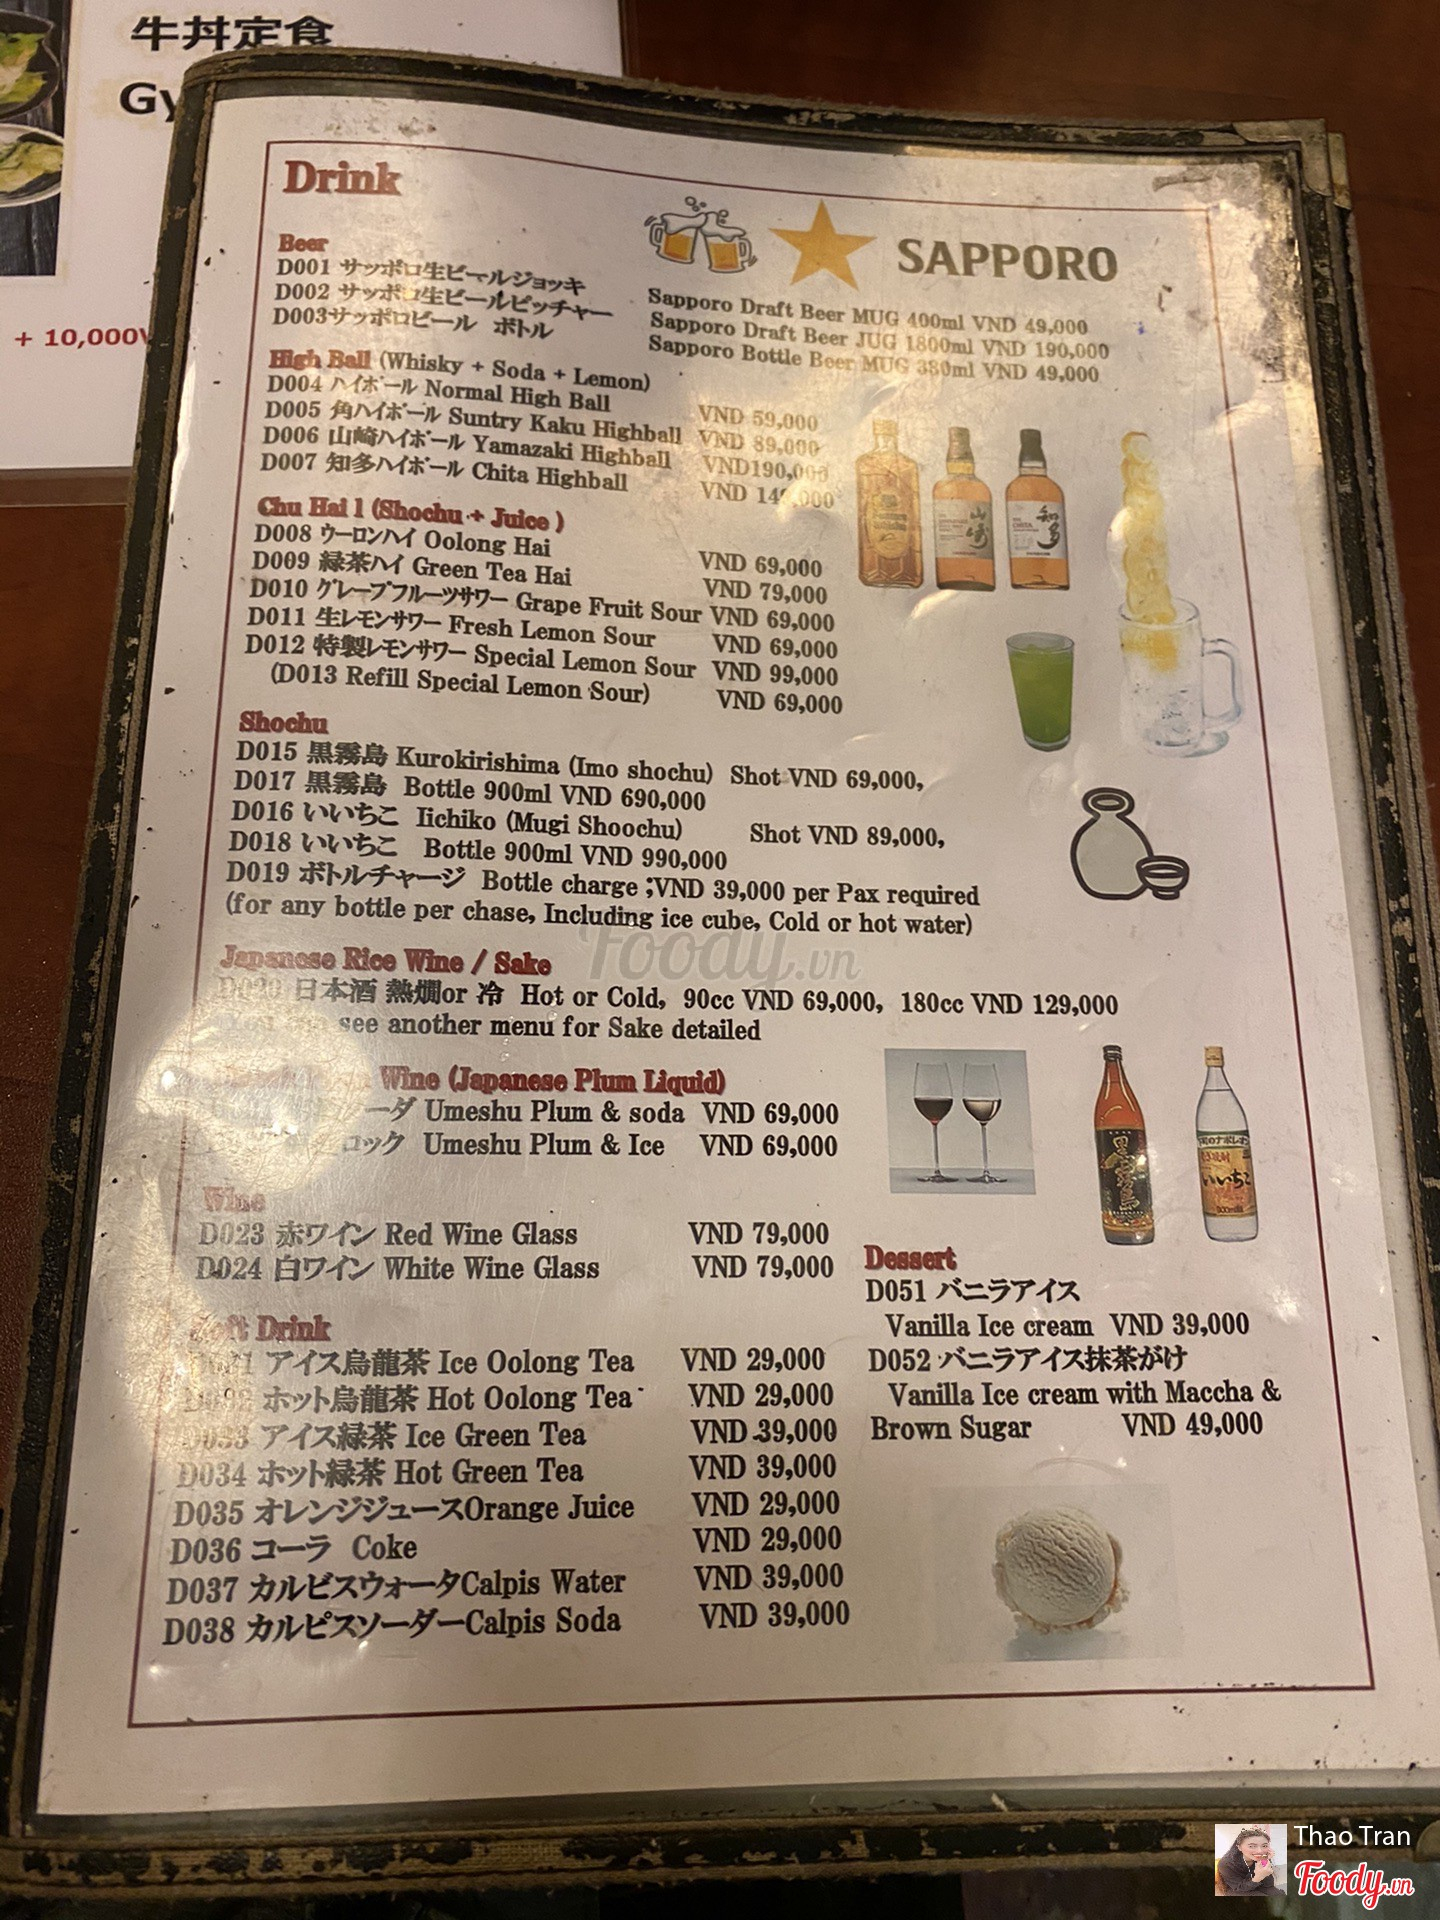 牛丼定食
Gy
+ 10,000
Drink
SAPPORO
Beer
D001 サッポロ生ビールジョッキ Sapporo Draft Beer MUG 400ml VND 49,000
D002 サッポロ生ビールピッチャー Sapporo Draft Beer JUG 1800ml VND 190,000
D003サッポロビール ボトル Sapporo Bottle Beer MUG 380ml VND 49,000
High Ball (Whisky + Soda + Lemon)
D004 ハイボール Normal High Ball VND 59,000
D005 角ハイボール Suntry Kaku Highball VND 89,000
D006 山崎ハイボール Yamazaki Highball VND190,000
D007 知多ハイボール Chita Highball VND
Chu Hai l (Shochu + Juice )
D008 ウーロンハイ Oolong Hai VND 69,000
D009 緑茶ハイ Green Tea Hai VND 79,000
D010 グレープフルーツサワー Grape Fruit Sour VND 69,000
D011 生レモンサワー Fresh Lemon Sour VND 69,000
D012 特製レモンサワー Special Lemon Sour VND 99,000
(D013 Refill Special Lemon Sour) VND 69,000
Shochu
D015 黒霧島 Kurokirishima (Imo shochu) Shot VND 69,000,
D017 黒霧島 Bottle 900ml VND 690,000
D016 いいちこ Iichiko (Mugi Shoochu) Shot VND 89,000,
D018 いいちこ Bottle 900ml VND 990,000
D019 ボトルチャージ Bottle charge ;VND 39,000 per Pax required
(for any bottle per chase, Including ice cube, Cold or hot water)
Foody.vn
Japanese Rice Wine / Sake
D020 日本酒 熱燗or 冷 Hot or Cold, 90cc VND 69,000, 180cc VND 129,000
see another menu for Sake detailed
Wine (Japanese Plum Liquid)
ーダ Umeshu Plum & soda VND 69,000
ロック Umeshu Plum & Ice VND 69,000
Wine
D023 赤ワイン Red Wine Glass VND 79,000
D024 白ワイン White Wine Glass VND 79,000
Soft Drink
D031 アイス烏龍茶 Ice Oolong Tea VND 29,000
D032 ホット烏龍茶 Hot Oolong Tea VND 29,000
D033 アイス緑茶 Ice Green Tea VND 39,000
D034 ホット緑茶 Hot Green Tea VND 39,000
D035 オレンジジュースOrange Juice VND 29,000
D036 コーラ Coke VND 29,000
D037 カルピスウォータCalpis Water VND 39,000
D038 カルピスソーダーCalpis Soda VND 39,000
Dessert
D051 バニラアイス
Vanilla Ice cream VND 39,000
D052 バニラアイス抹茶がけ
Vanilla Ice cream with Maccha &
Brown Sugar VND 49,000
山崎
知多
CHITA
黒霧島
いいちこ
Thao Tran
Foody.vn